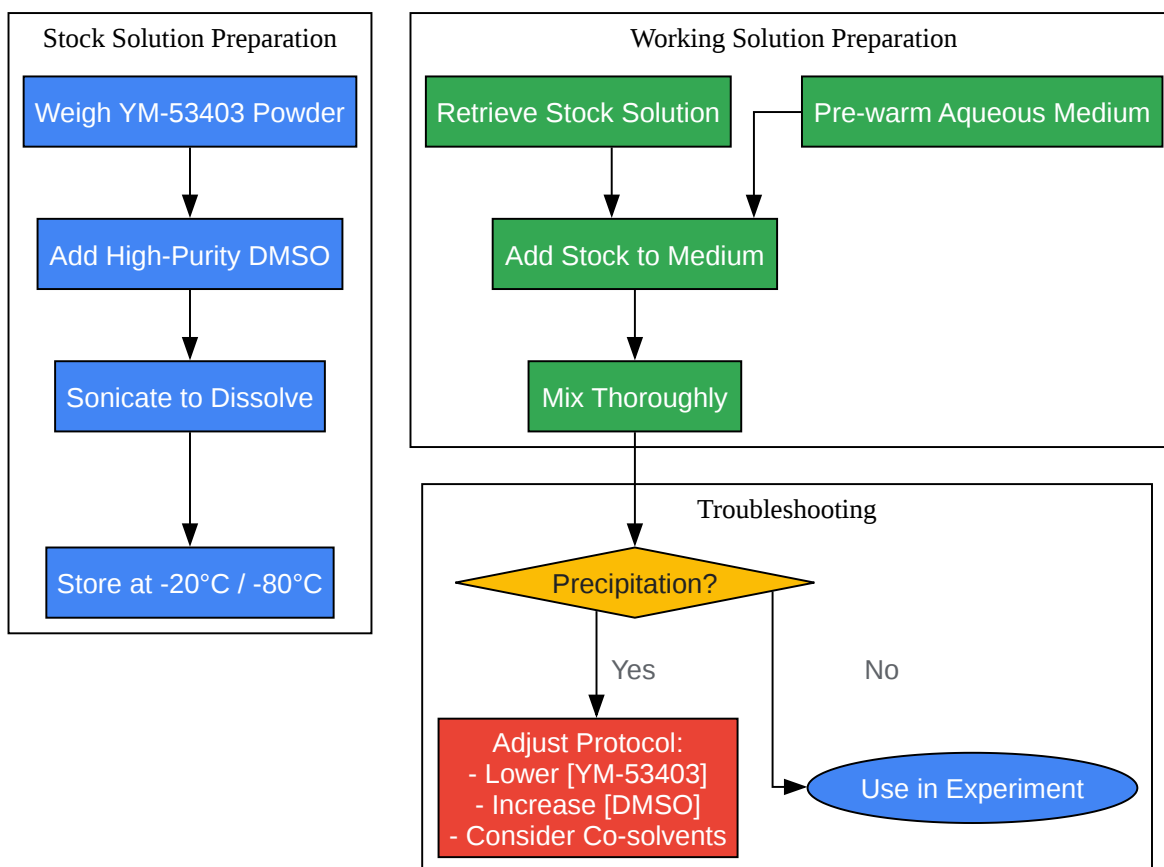 Stock Solution Preparation
Weigh YM-53403 Powder
Add High-Purity DMSO
Sonicate to Dissolve
Store at -20°C / -80°C
Working Solution Preparation
Retrieve Stock Solution
Pre-warm Aqueous Medium
Add Stock to Medium
Mix Thoroughly
Troubleshooting
Precipitation?
Yes
No
Adjust Protocol:
- Lower [YM-53403]
- Increase [DMSO]
- Consider Co-solvents
Use in Experiment